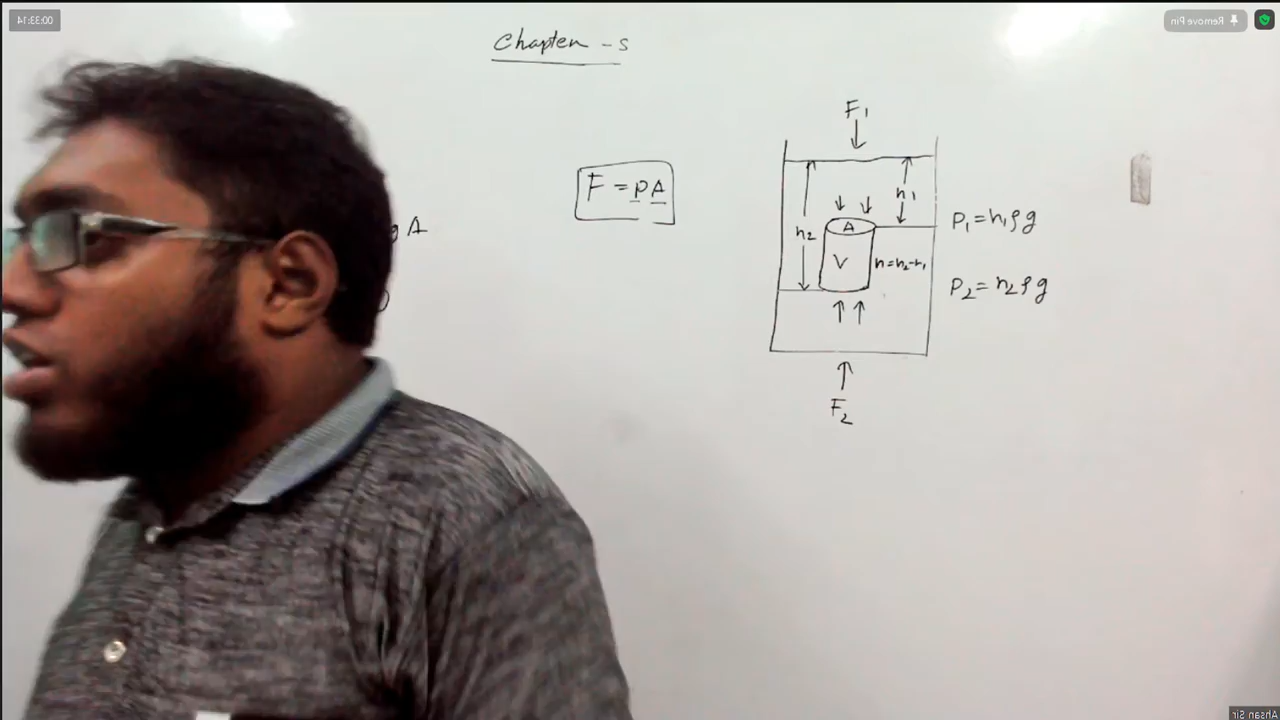 00:33:14
Remove Pin
Chapter - 5
F = PA
g A
F₁
h₁
h₂
A
V
h=h₂-h₁
P₁ = h₁ρg
P₂ = h₂ρg
F₂
Ahsan Sir